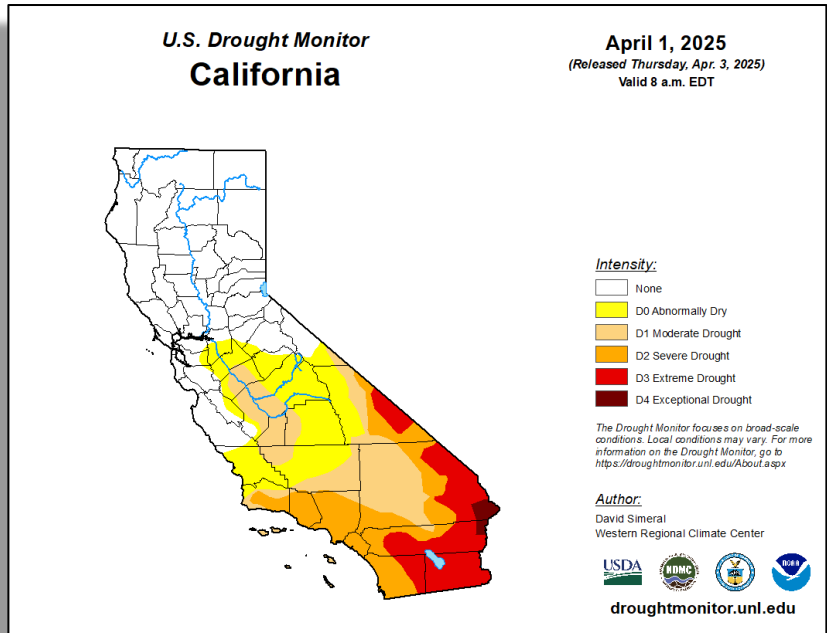 U.S. Drought Monitor
California
April 1, 2025
(Released Thursday, Apr. 3, 2025)
Valid 8 a.m. EDT
Intensity:
None
D0 Abnormally Dry
D1 Moderate Drought
D2 Severe Drought
D3 Extreme Drought
D4 Exceptional Drought
The Drought Monitor focuses on broad-scale
conditions. Local conditions may vary. For more
information on the Drought Monitor, go to
https://droughtmonitor.unl.edu/About.aspx
Author:
David Simeral
Western Regional Climate Center
USDA
NDMC
NOAA
droughtmonitor.unl.edu